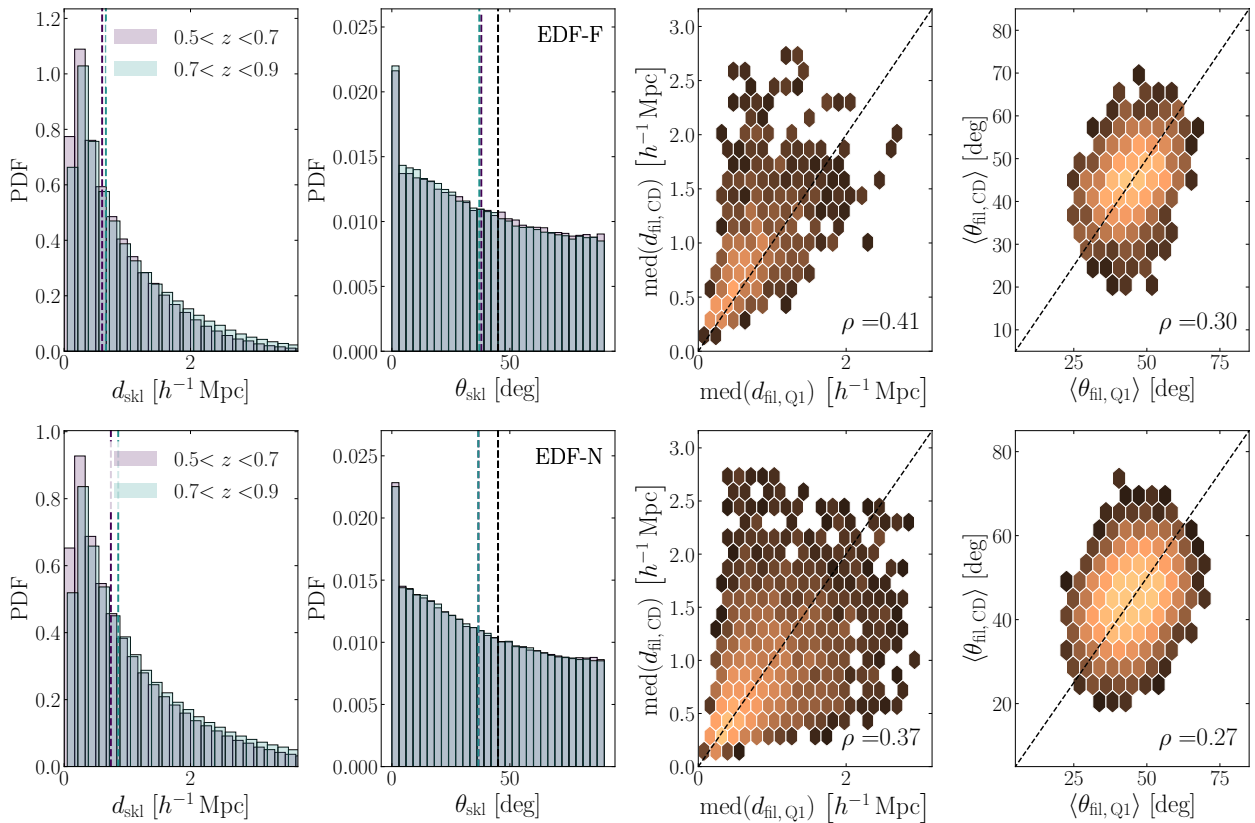 1.2
1.0
0.8
0.6
0.4
0.2
0.0
PDF
0.5< z <0.7
0.7< z <0.9
0
2
d_skl [h⁻¹ Mpc]
0.025
0.020
0.015
0.010
0.005
0.000
PDF
EDF-F
0
50
θ_skl [deg]
3.0
2.5
2.0
1.5
1.0
0.5
0.0
med(d_fil, CD) [h⁻¹ Mpc]
ρ =0.41
0
2
med(d_fil, Q1) [h⁻¹ Mpc]
80
70
60
50
40
30
20
10
⟨θ_fil, CD⟩ [deg]
ρ =0.30
25
50
75
⟨θ_fil, Q1⟩ [deg]
1.0
0.8
0.6
0.4
0.2
0.0
PDF
0.5< z <0.7
0.7< z <0.9
0
2
d_skl [h⁻¹ Mpc]
0.025
0.020
0.015
0.010
0.005
0.000
PDF
EDF-N
0
50
θ_skl [deg]
3.0
2.5
2.0
1.5
1.0
0.5
0.0
med(d_fil, CD) [h⁻¹ Mpc]
ρ =0.37
0
2
med(d_fil, Q1) [h⁻¹ Mpc]
80
60
40
20
⟨θ_fil, CD⟩ [deg]
ρ =0.27
25
50
75
⟨θ_fil, Q1⟩ [deg]